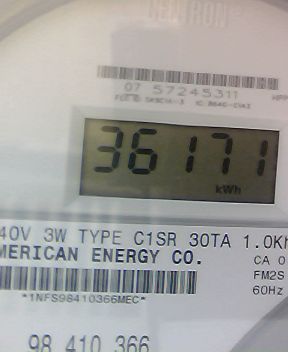 07 57245311
36171
kWh
40V 3W TYPE C1SR 30TA 1.0Kh
MERICAN ENERGY CO.
CA 0
FM2S
60Hz
*1NFS98410366MEC*
98 410 366